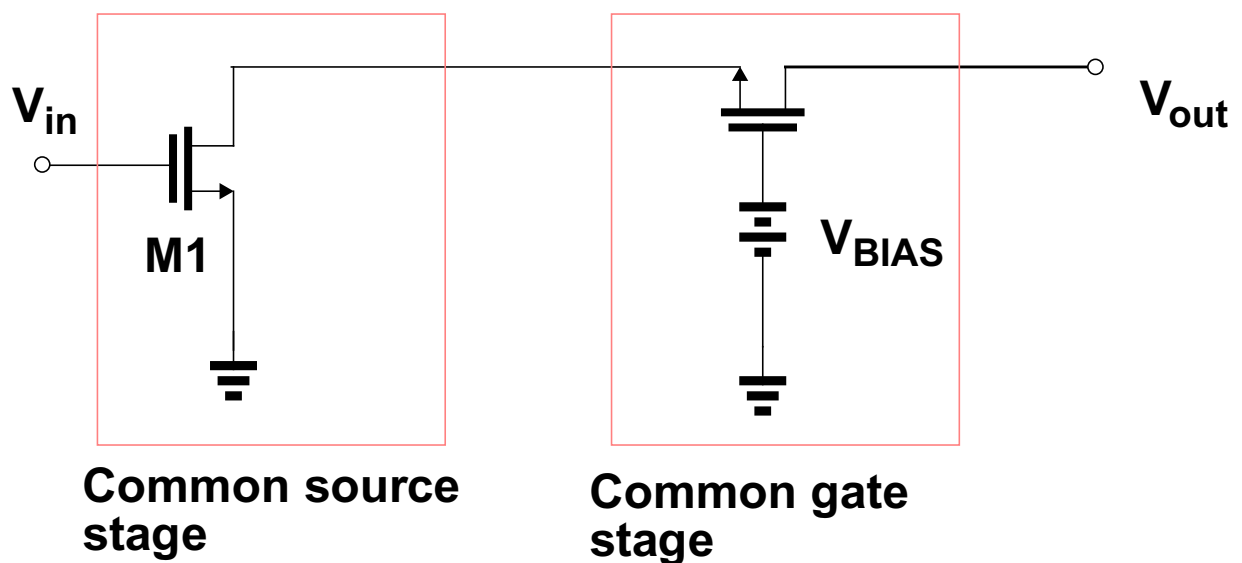 Vin
Vout
M1
VBIAS
Common source
stage
Common gate
stage